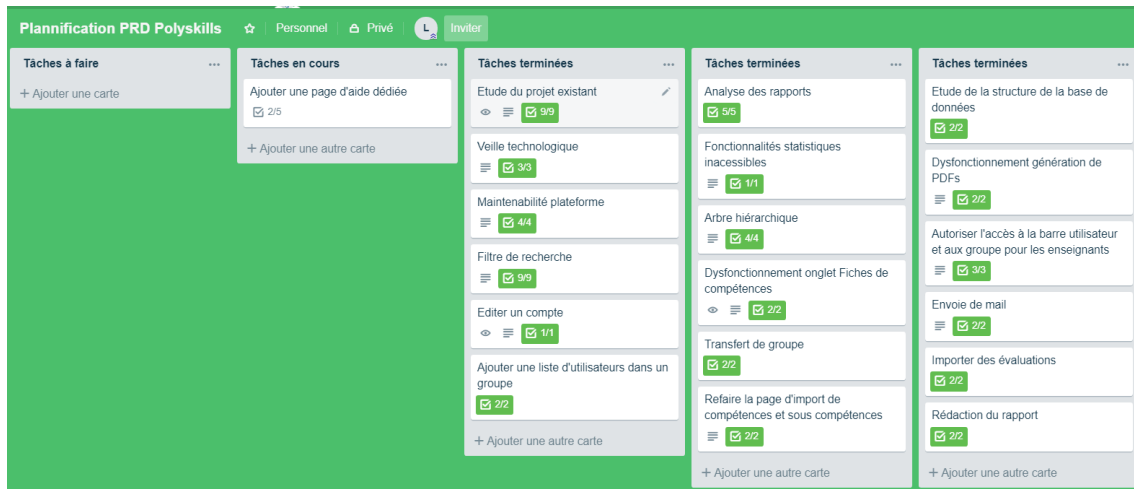 Plannification PRD Polyskills
Personnel
Privé
L
Inviter
Tâches à faire
+ Ajouter une carte
Tâches en cours
Ajouter une page d'aide dédiée
2/5
+ Ajouter une autre carte
Tâches terminées
Etude du projet existant
9/9
Veille technologique
3/3
Maintenabilité plateforme
4/4
Filtre de recherche
9/9
Editer un compte
1/1
Ajouter une liste d'utilisateurs dans un
groupe
2/2
+ Ajouter une autre carte
Tâches terminées
Analyse des rapports
5/5
Fonctionnalités statistiques
inacessibles
1/1
Arbre hiérarchique
4/4
Dysfonctionnement onglet Fiches de
compétences
2/2
Transfert de groupe
2/2
Refaire la page d'import de
compétences et sous compétences
2/2
+ Ajouter une autre carte
Tâches terminées
Etude de la structure de la base de
données
2/2
Dysfonctionnement génération de
PDFs
2/2
Autoriser l'accès à la barre utilisateur
et aux groupe pour les enseignants
3/3
Envoie de mail
2/2
Importer des évaluations
2/2
Rédaction du rapport
2/2
+ Ajouter une autre carte